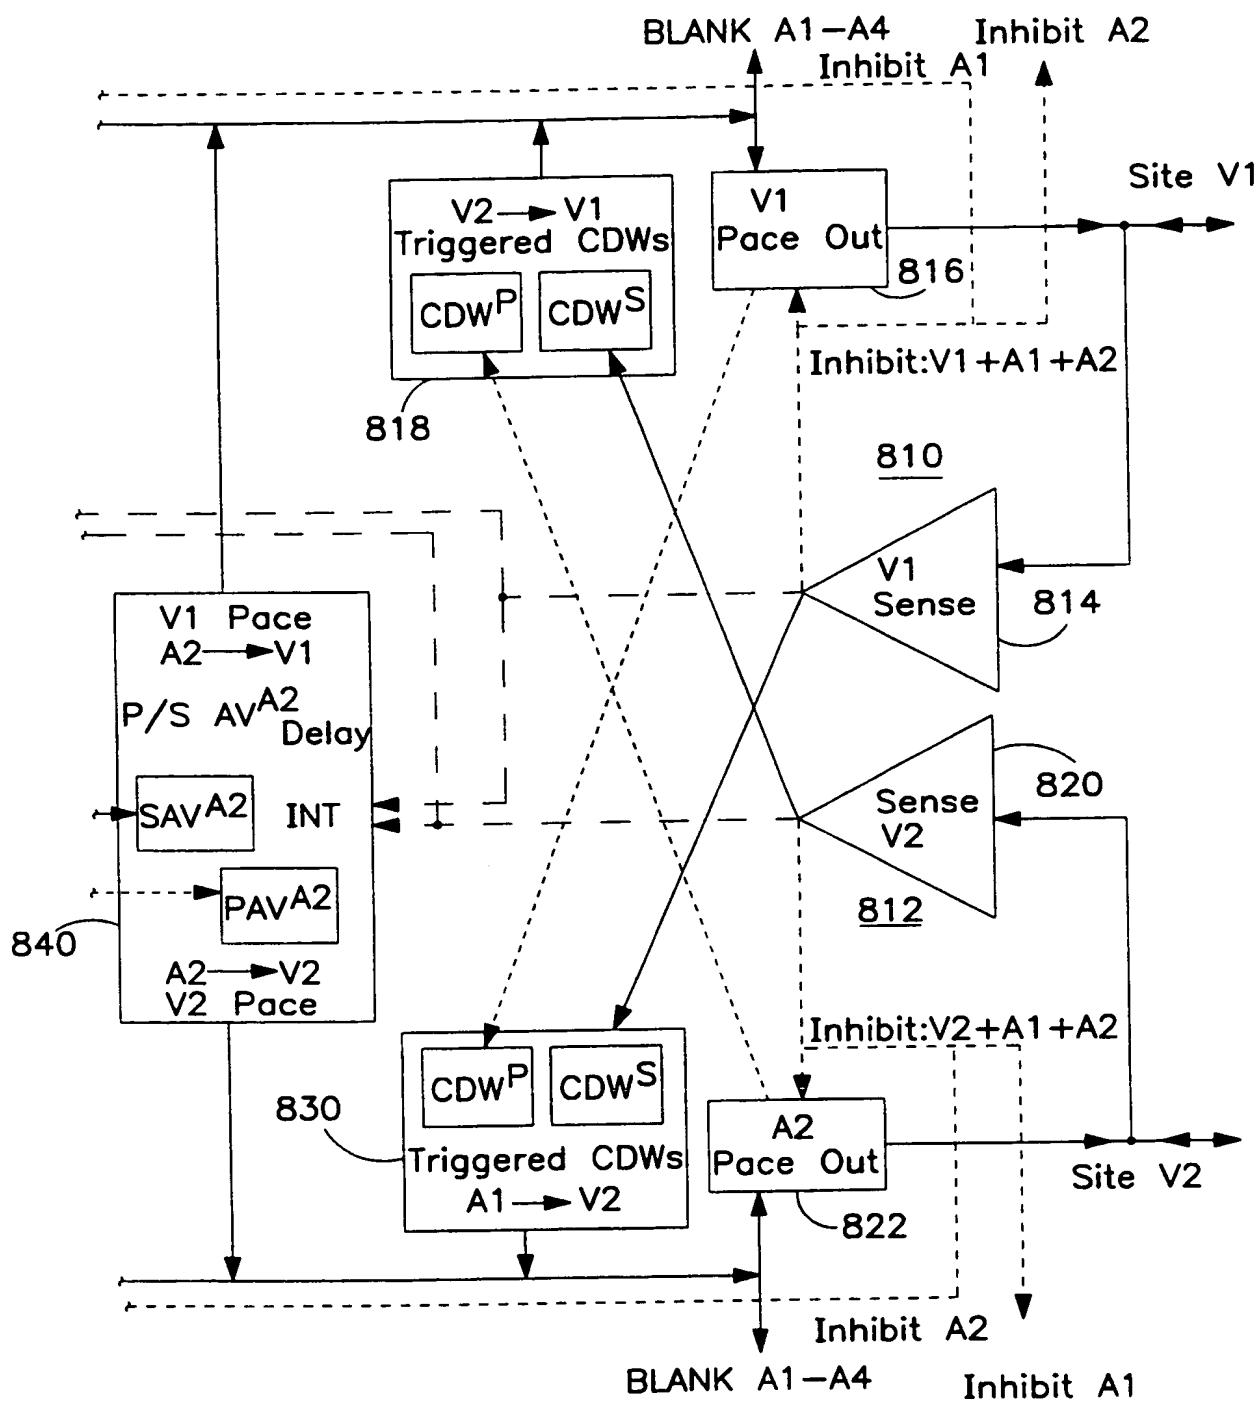 BLANK A1-A4
Inhibit A2
Inhibit A1
Site V1
V2 → V1
Triggered CDWs
CDWP
CDWS
V1
Pace Out
816
Inhibit:V1+A1+A2
818
810
V1
Sense
814
V1 Pace
A2 → V1
P/S AVA2
Delay
SAVA2
INT
PAVA2
A2 → V2
V2 Pace
840
820
Sense
V2
812
Inhibit:V2+A1+A2
CDWP
CDWS
830
Triggered CDWs
A1 → V2
A2
Pace Out
822
Site V2
Inhibit A2
BLANK A1-A4
Inhibit A1